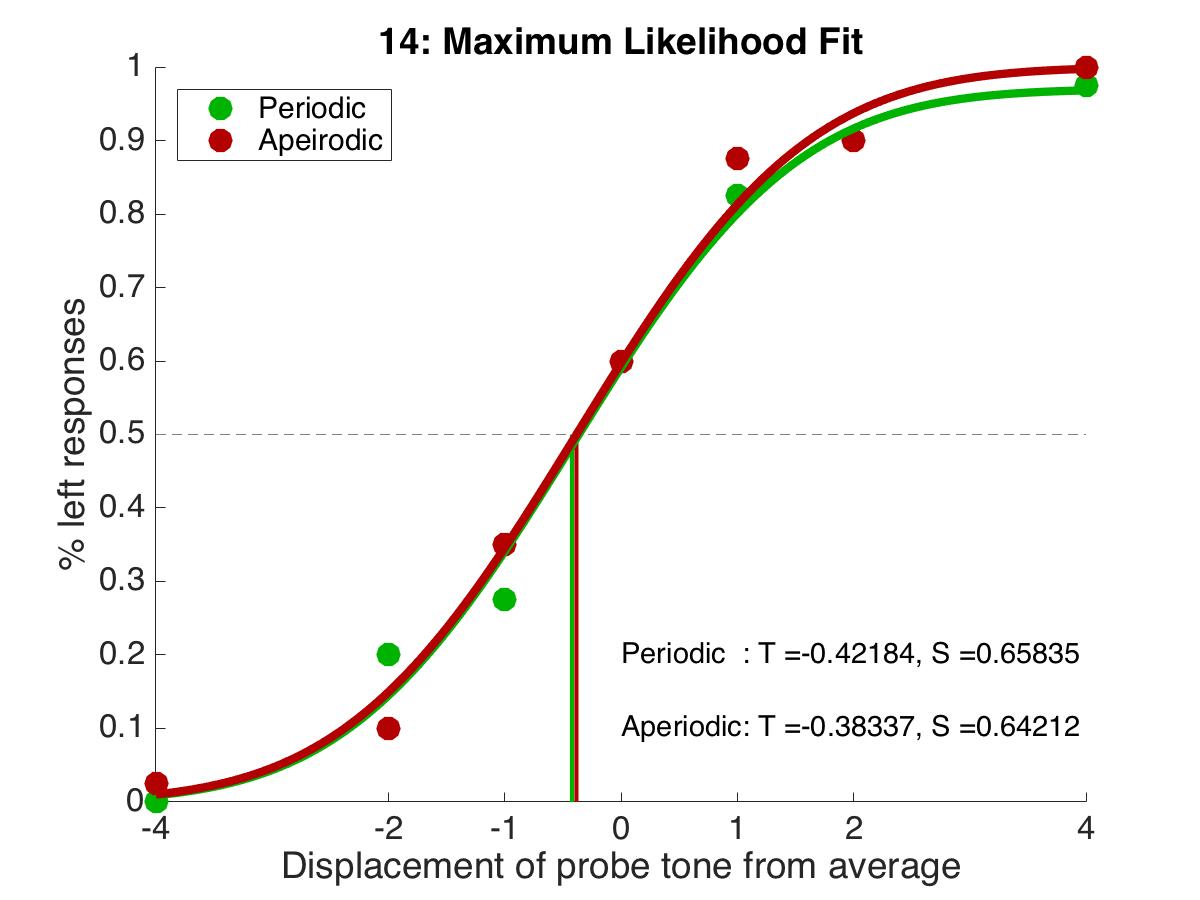 14: Maximum Likelihood Fit
Periodic
Apeirodic
1
0.9
0.8
0.7
0.6
0.5
0.4
0.3
0.2
0.1
0
% left responses
Periodic : T =-0.42184, S =0.65835
Aperiodic: T =-0.38337, S =0.64212
-4 -2 -1 0 1 2 4
Displacement of probe tone from average